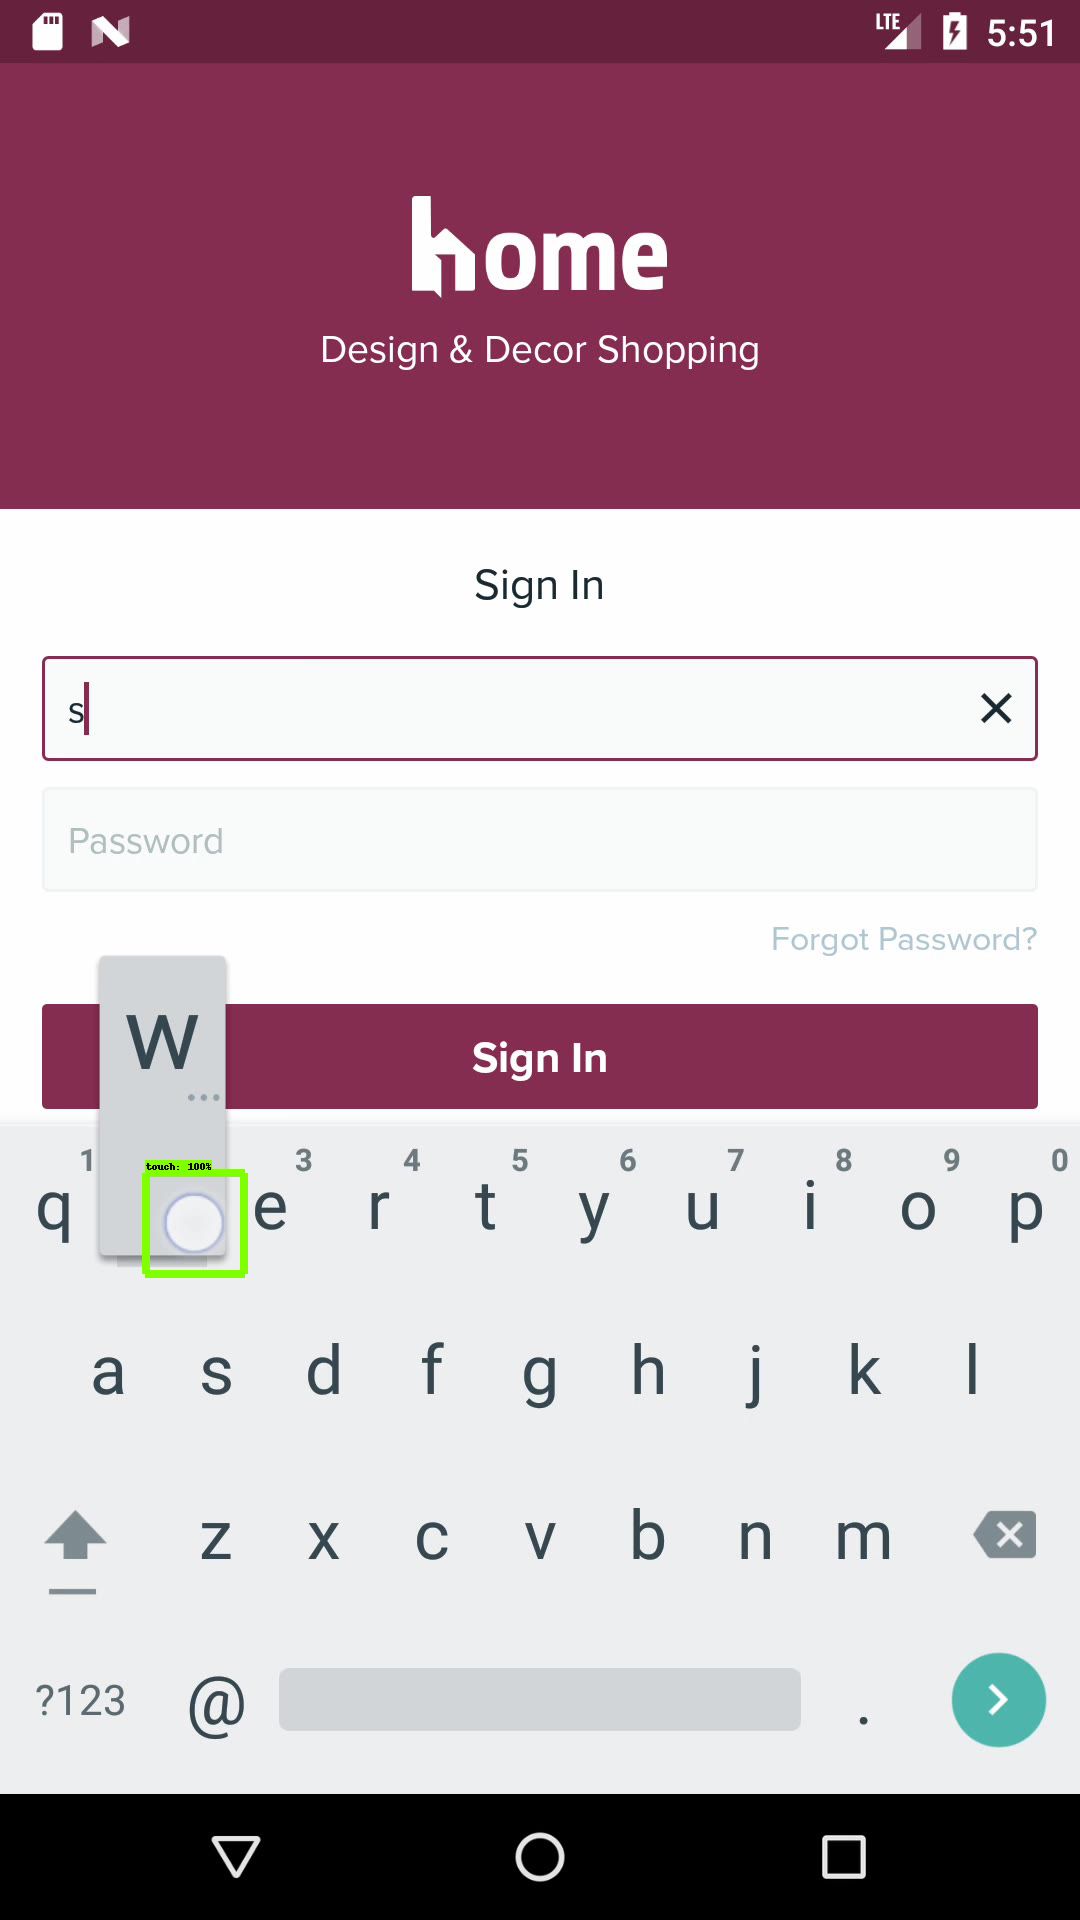 LTE 5:51
home
Design & Decor Shopping
Sign In
s
Password
Forgot Password?
Sign In
w
...
touch: 100%
1 3 4 5 6 7 8 9 0
q e r t y u i o p
a s d f g h j k l
z x c v b n m
?123 @ .